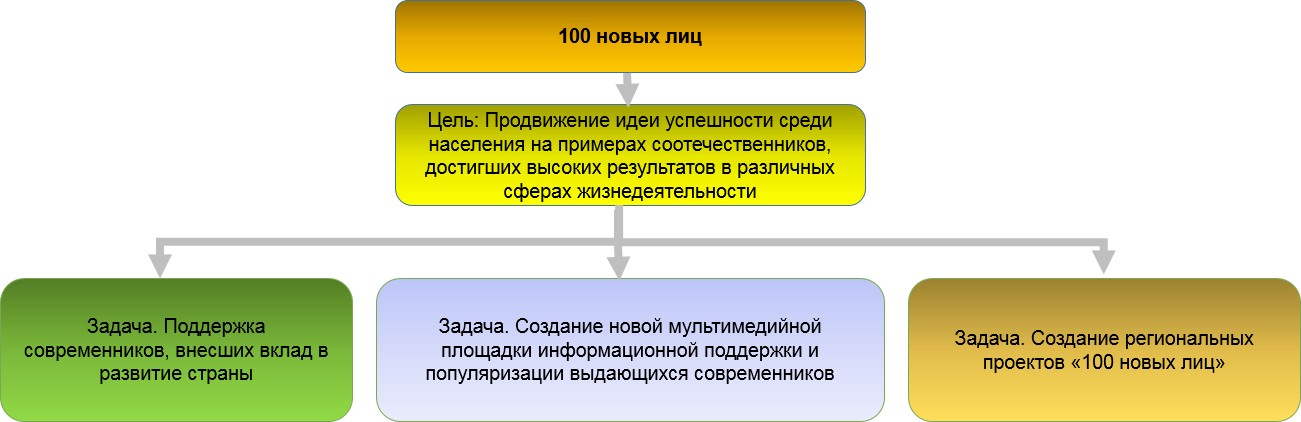 100 новых лиц
Цель: Продвижение идеи успешности среди
населения на примерах соотечественников,
достигших высоких результатов в различных
сферах жизнедеятельности
Задача. Поддержка
современников, внесших вклад в
развитие страны
Задача. Создание новой мультимедийной
площадки информационной поддержки и
популяризации выдающихся современников
Задача. Создание региональных
проектов «100 новых лиц»